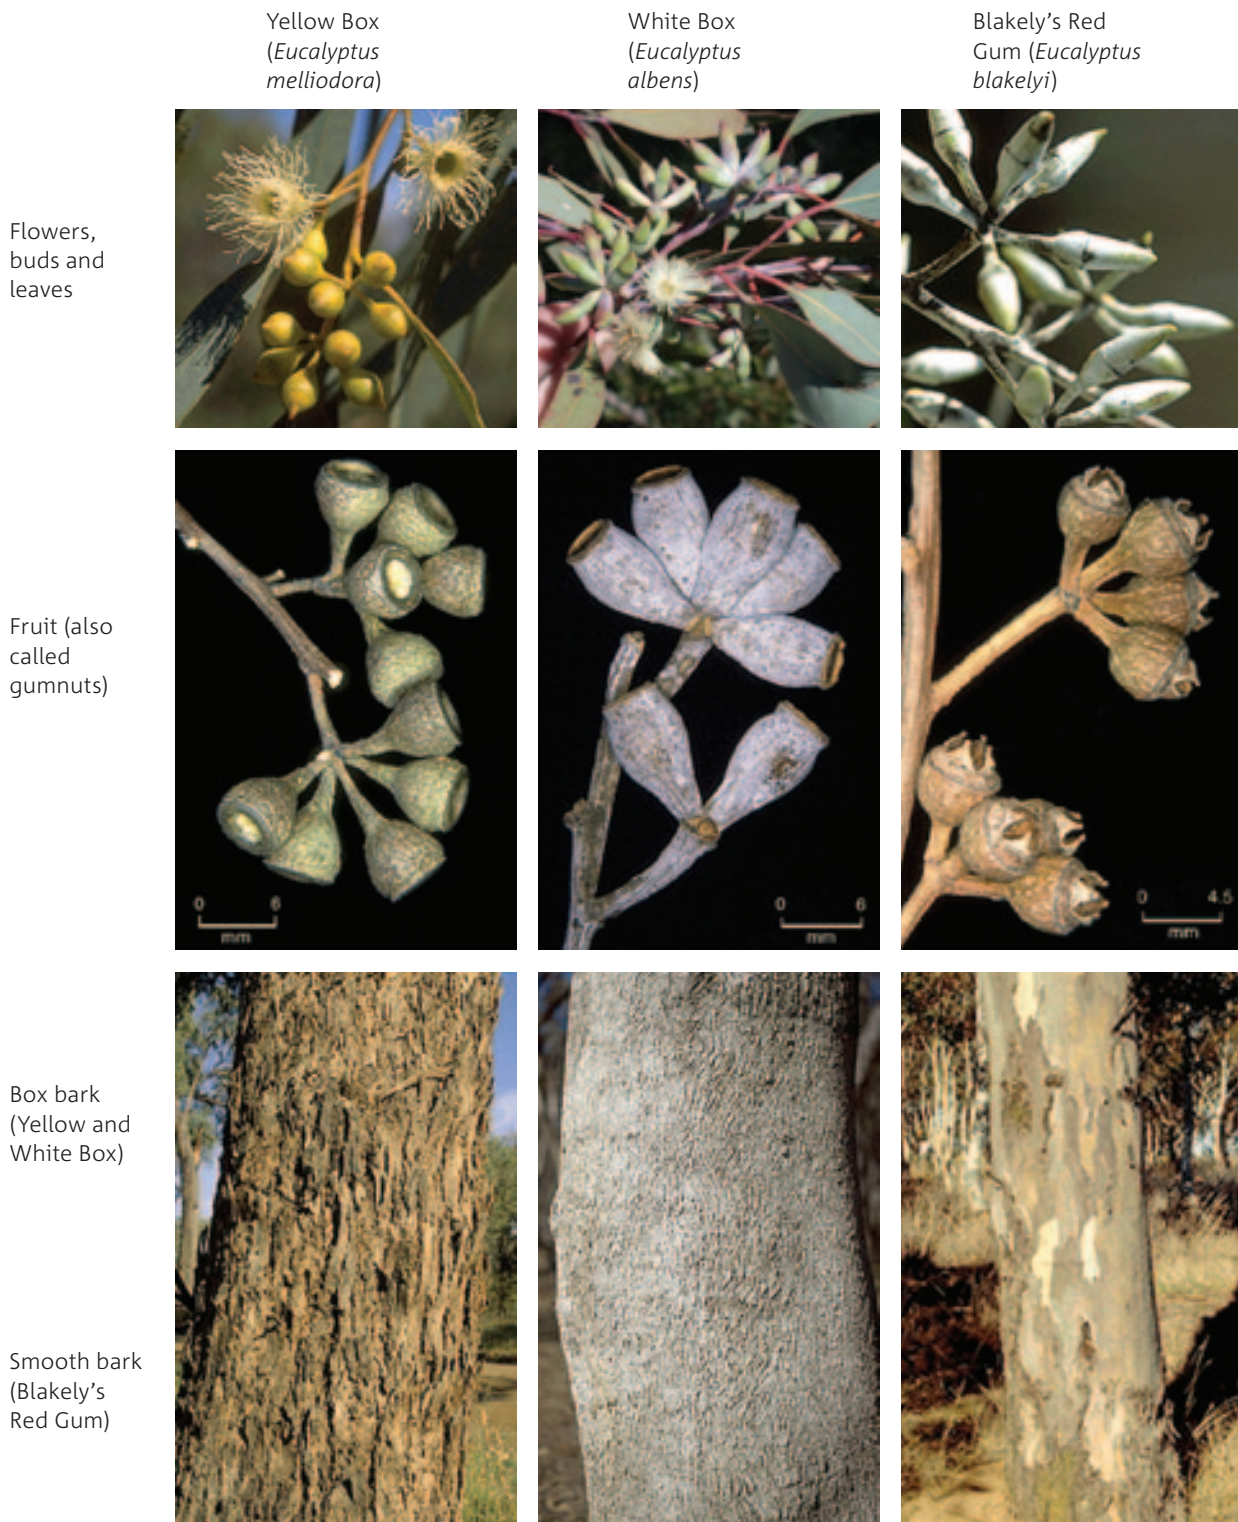 Yellow Box
(Eucalyptus
melliodora)
White Box
(Eucalyptus
albens)
Blakely’s Red
Gum (Eucalyptus
blakelyi)
Flowers,
buds and
leaves
Fruit (also
called
gumnuts)
0 6
mm
0 6
mm
0 4.5
mm
Box bark
(Yellow and
White Box)
Smooth bark
(Blakely’s
Red Gum)